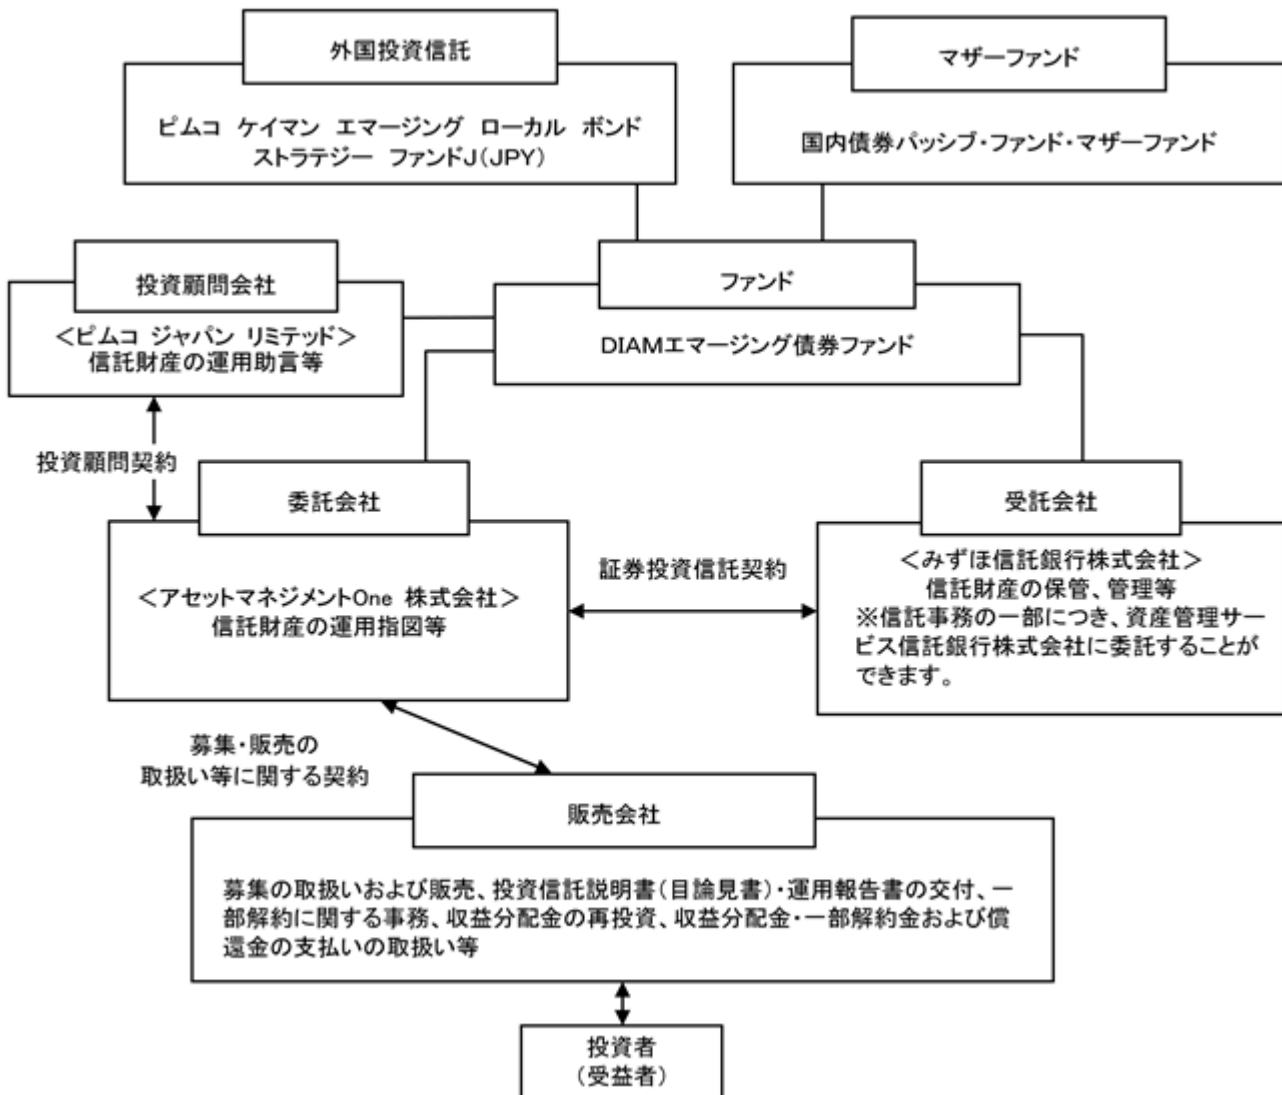 外国投資信託
マザーファンド
ピムコ ケイマン エマージング ローカル ボンド
ストラテジー ファンドJ(JPY)
国内債券パッシブ・ファンド・マザーファンド
投資顧問会社
ファンド
<ピムコ ジャパン リミテッド>
信託財産の運用助言等
DIAMエマージング債券ファンド
投資顧問契約
委託会社
受託会社
<アセットマネジメントOne 株式会社>
信託財産の運用指図等
証券投資信託契約
<みずほ信託銀行株式会社>
信託財産の保管、管理等
※信託事務の一部につき、資産管理サー
ビス信託銀行株式会社に委託することが
できます。
募集・販売の
取扱い等に関する契約
販売会社
募集の取扱いおよび販売、投資信託説明書(目論見書)・運用報告書の交付、一
部解約に関する事務、収益分配金の再投資、収益分配金・一部解約金および償
還金の支払いの取扱い等
投資者
(受益者)